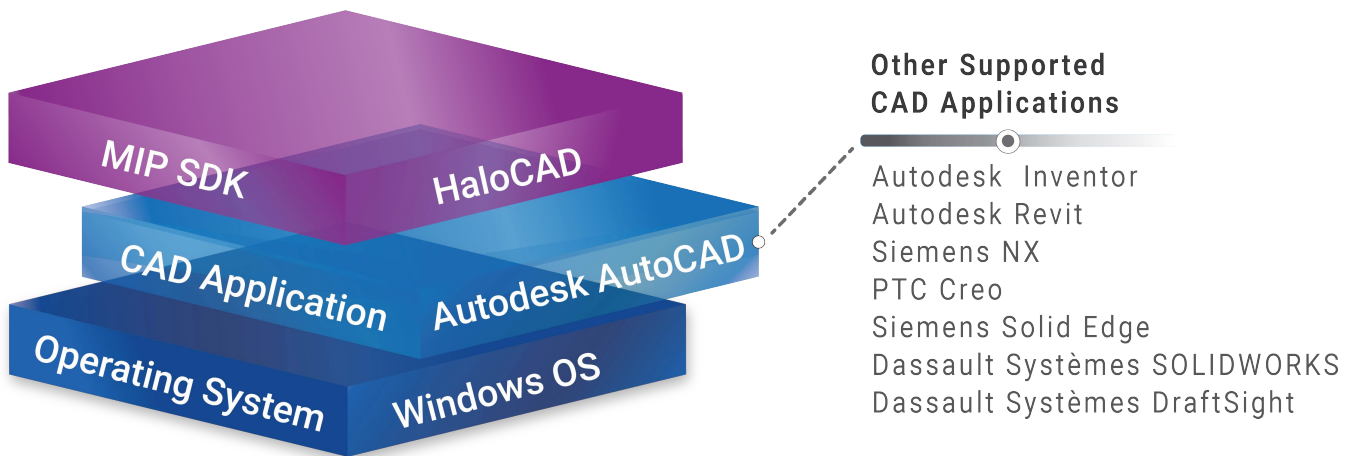 MIP SDK
HaloCAD
CAD Application
Autodesk AutoCAD
Operating System
Windows OS
Other Supported
CAD Applications
Autodesk Inventor
Autodesk Revit
Siemens NX
PTC Creo
Siemens Solid Edge
Dassault Systèmes SOLIDWORKS
Dassault Systèmes DraftSight